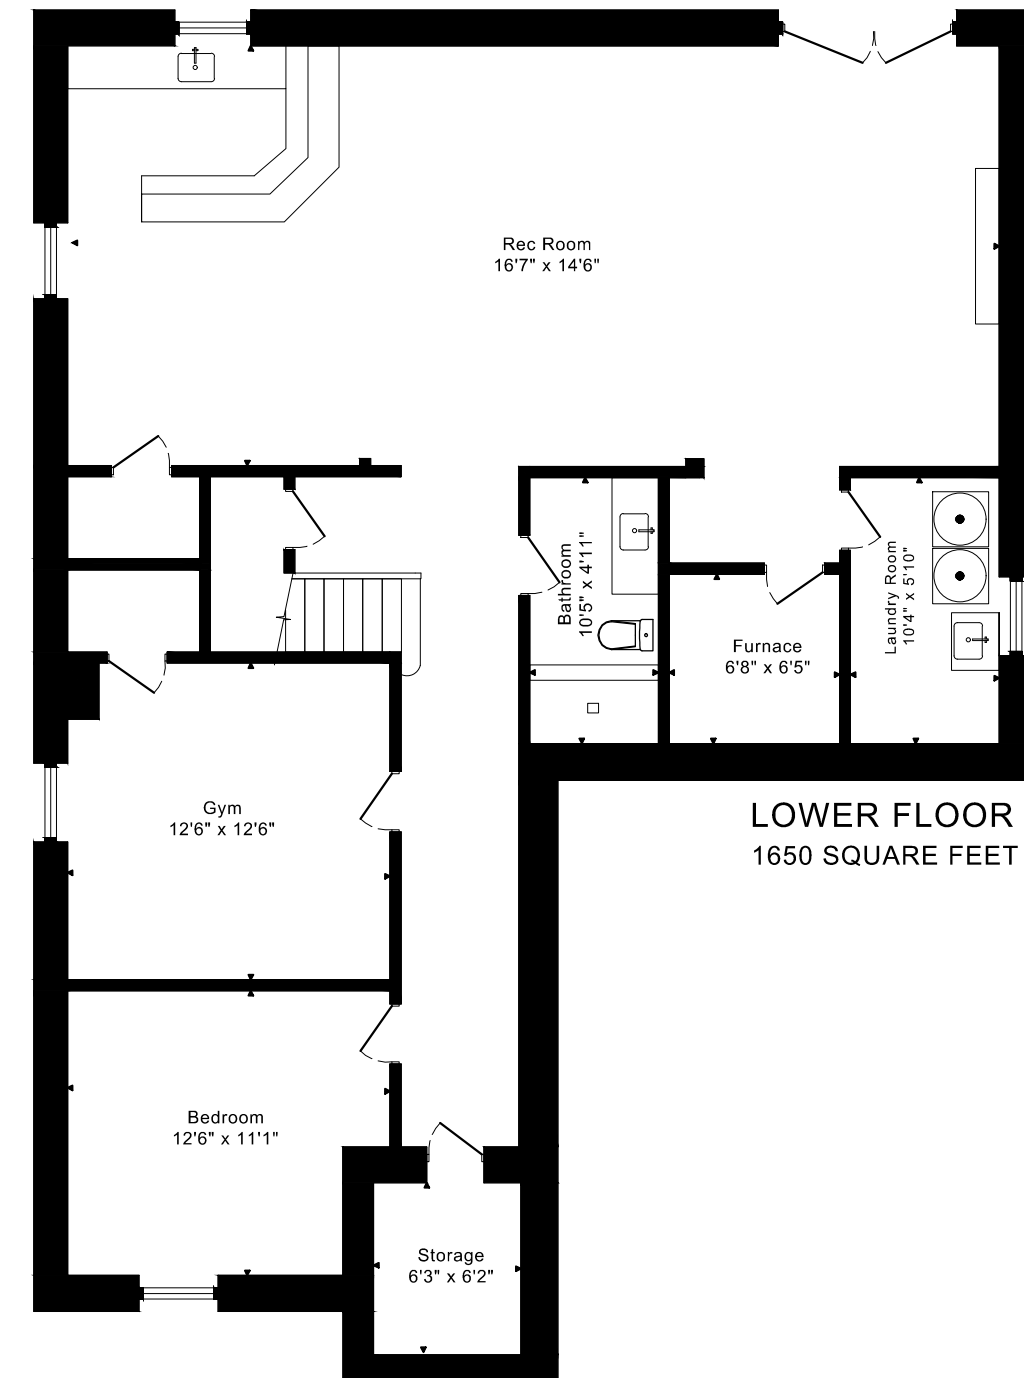 Rec Room
16'7" x 14'6"
Bathroom
10'5" x 4'11"
Furnace
6'8" x 6'5"
Laundry Room
10'4" x 5'10"
Gym
12'6" x 12'6"
LOWER FLOOR
1650 SQUARE FEET
Bedroom
12'6" x 11'1"
Storage
6'3" x 6'2"